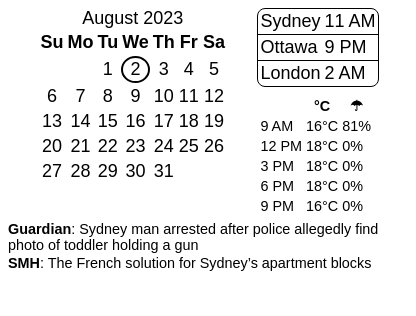 August 2023
Su Mo Tu We Th Fr Sa
1 2 3 4 5
6 7 8 9 10 11 12
13 14 15 16 17 18 19
20 21 22 23 24 25 26
27 28 29 30 31
Sydney 11 AM
Ottawa 9 PM
London 2 AM
°C ☂
9 AM 16°C 81%
12 PM 18°C 0%
3 PM 18°C 0%
6 PM 18°C 0%
9 PM 16°C 0%
Guardian: Sydney man arrested after police allegedly find
photo of toddler holding a gun
SMH: The French solution for Sydney’s apartment blocks